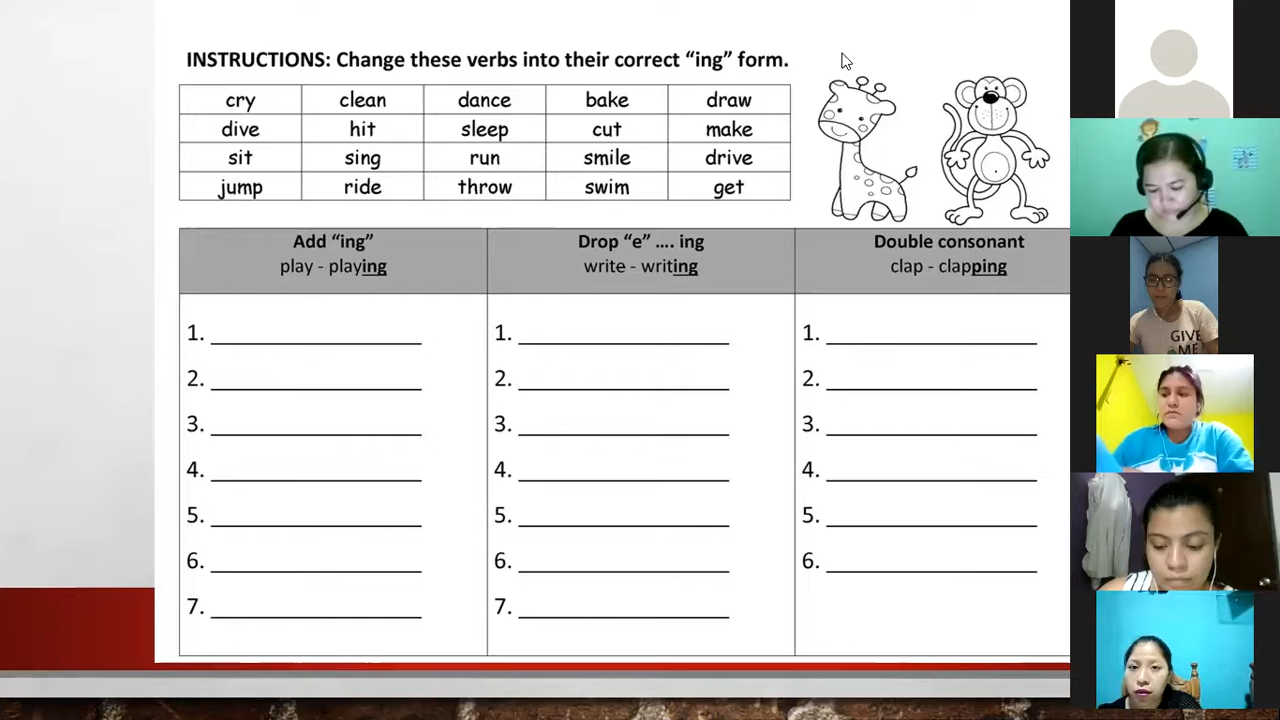 INSTRUCTIONS: Change these verbs into their correct “ing” form.
cry clean dance bake draw
dive hit sleep cut make
sit sing run smile drive
jump ride throw swim get
Add “ing” Drop “e” .... ing Double consonant
play - playing write - writing clap - clapping
1. 1. 1.
2. 2. 2.
3. 3. 3.
4. 4. 4.
5. 5. 5.
6. 6. 6.
7. 7.
GIVE
ME